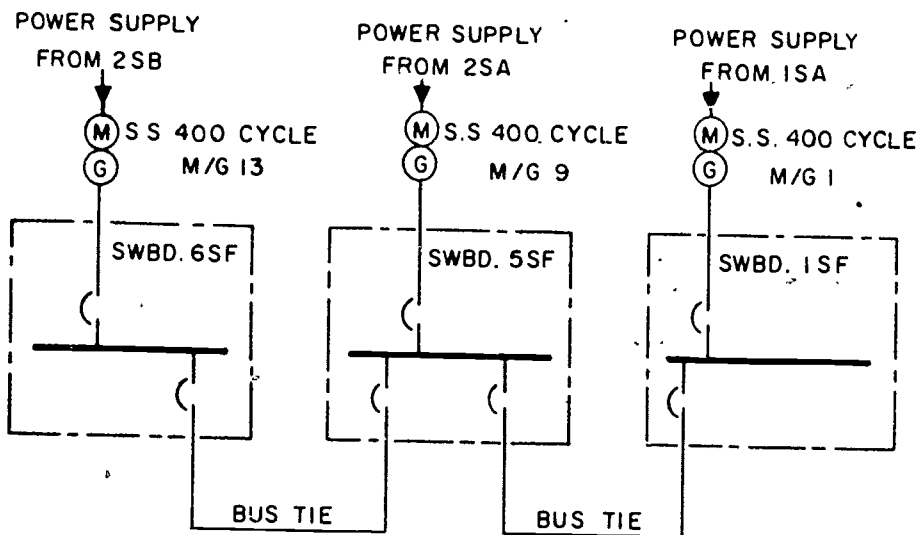 POWER SUPPLY
FROM 2SB
M
S S 400 CYCLE
G
M/G 13
SWBD. 6SF
POWER SUPPLY
FROM 2SA
M
S.S. 400 CYCLE
G
M/G 9
SWBD. 5SF
POWER SUPPLY
FROM 1SA
M
S.S. 400 CYCLE
G
M/G 1
SWBD. 1SF
BUS TIE
BUS TIE